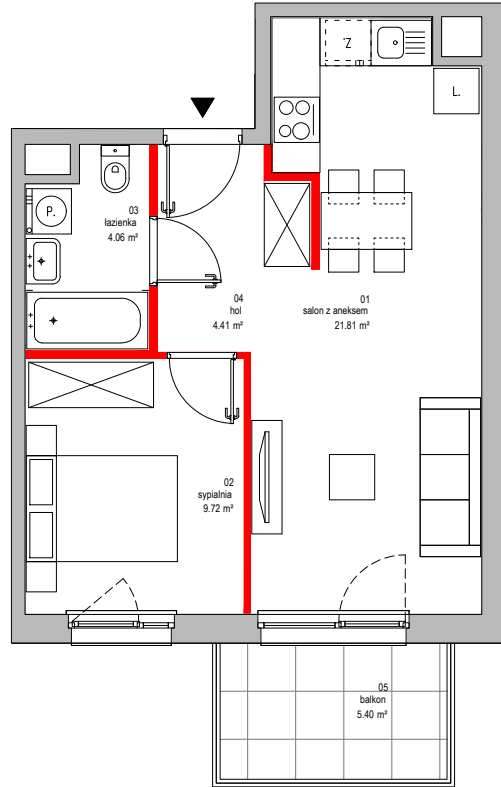 Z.
L.
P.
03
łazienka
4.06 m²
04
hol
4.41 m²
01
salon z aneksem
21.81 m²
02
sypialnia
9.72 m²
05
balkon
5.40 m²